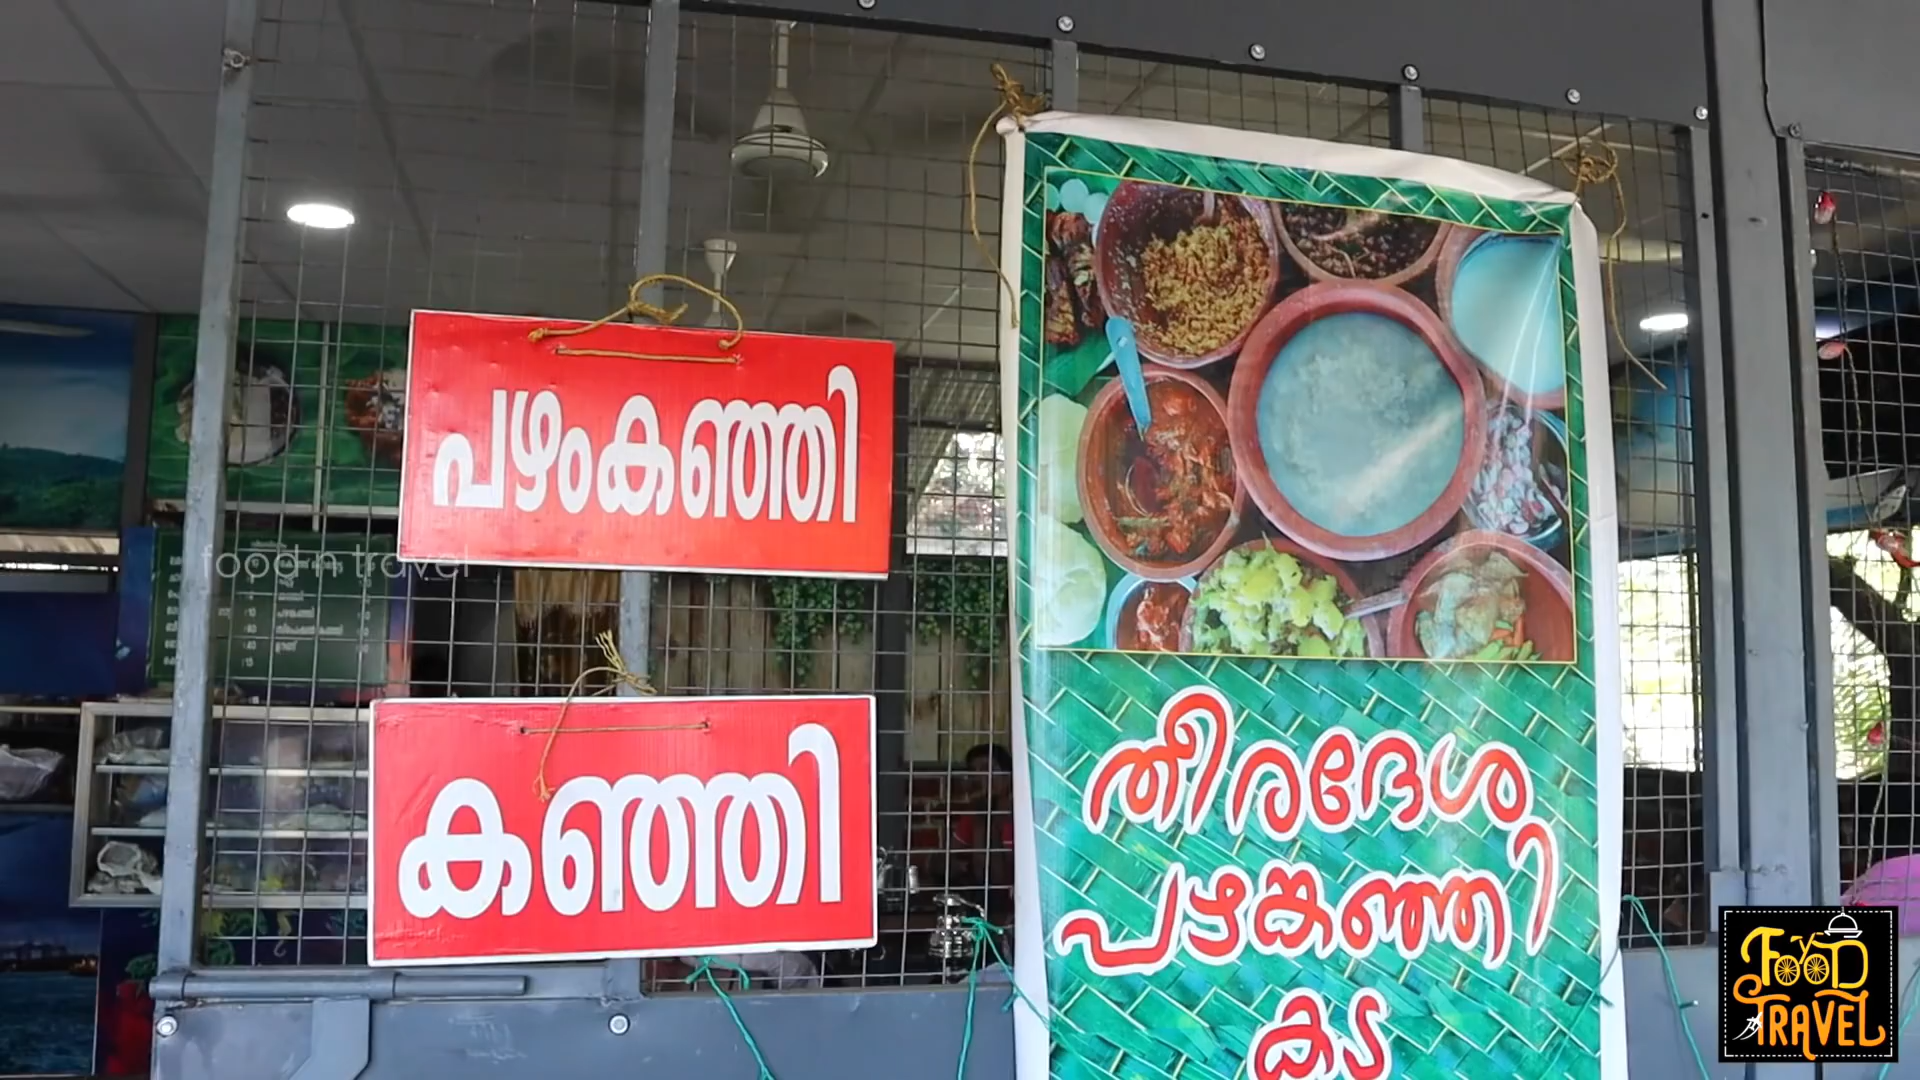 പഴംകഞ്ഞി
കഞ്ഞി
തീരദേശ
പഴങ്കഞ്ഞി
കട
food n travel
FOOD
N TRAVEL